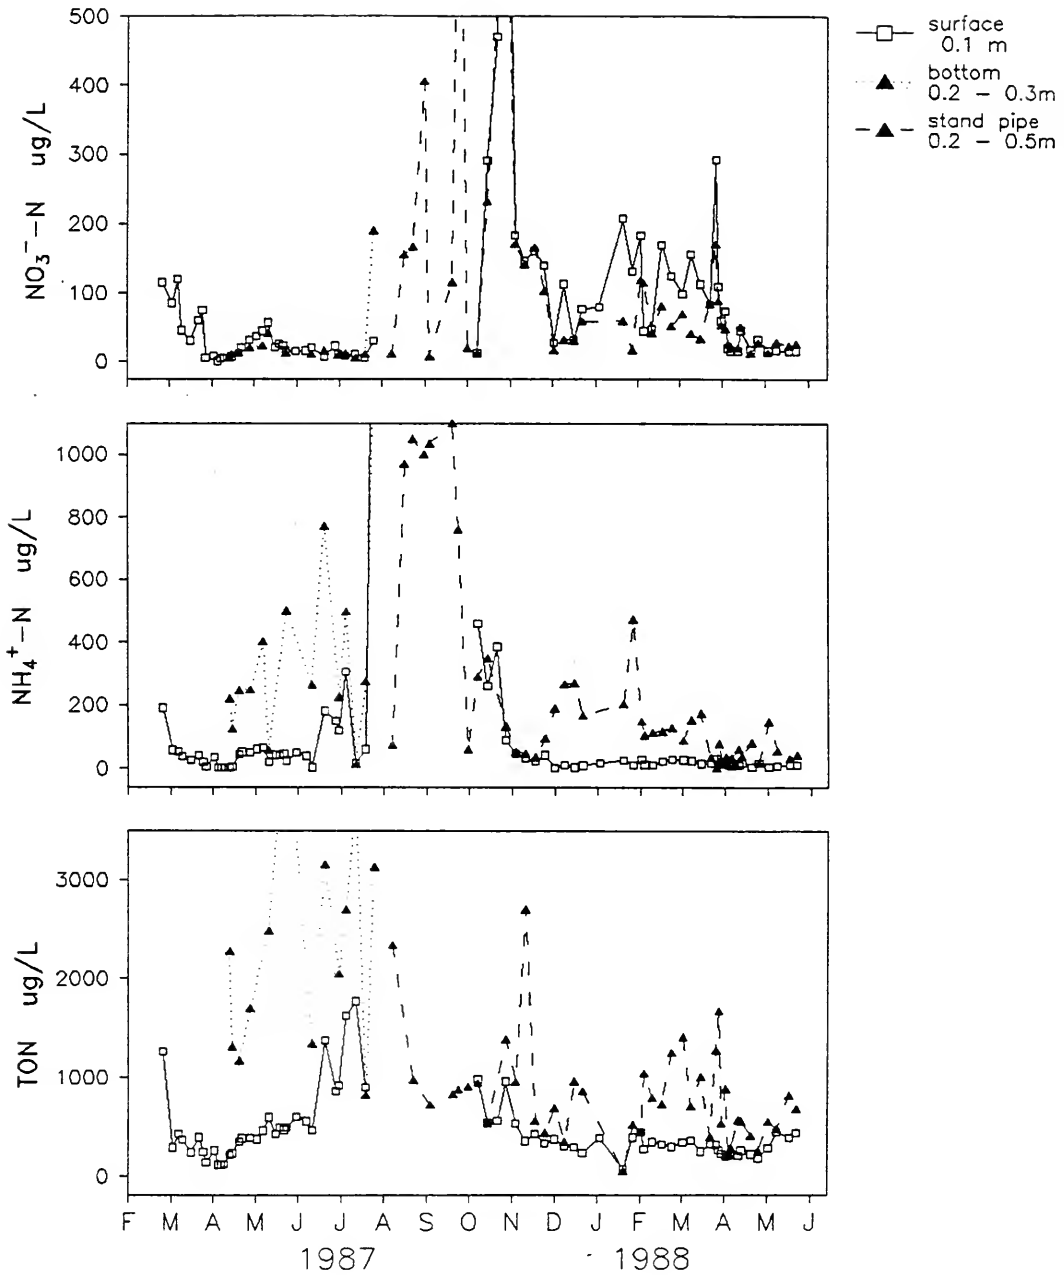 500
400
300
200
100
0
NO₃⁻–N ug/L
surface
0.1 m
bottom
0.2 – 0.3m
stand pipe
0.2 – 0.5m
1000
800
600
400
200
0
NH₄⁺–N ug/L
3000
2000
1000
0
TON ug/L
F M A M J J A S O N D J F M A M J
1987 1988